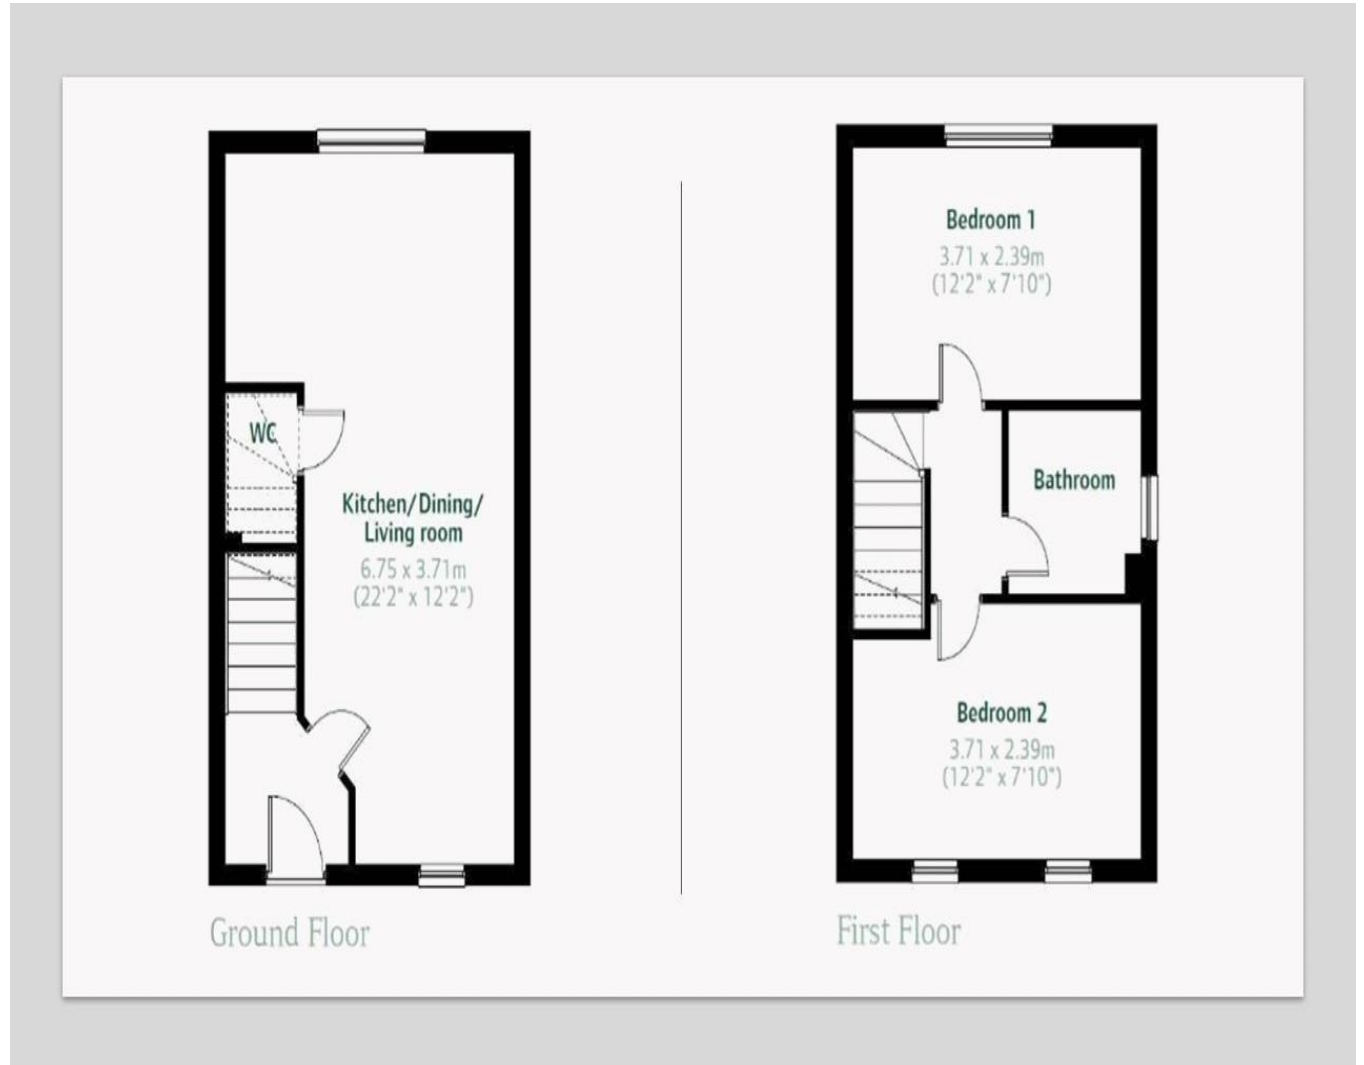 WC
Kitchen/Dining/
Living room
6.75 x 3.71m
(22'2" x 12'2")
Ground Floor
Bedroom 1
3.71 x 2.39m
(12'2" x 7'10")
Bathroom
Bedroom 2
3.71 x 2.39m
(12'2" x 7'10")
First Floor